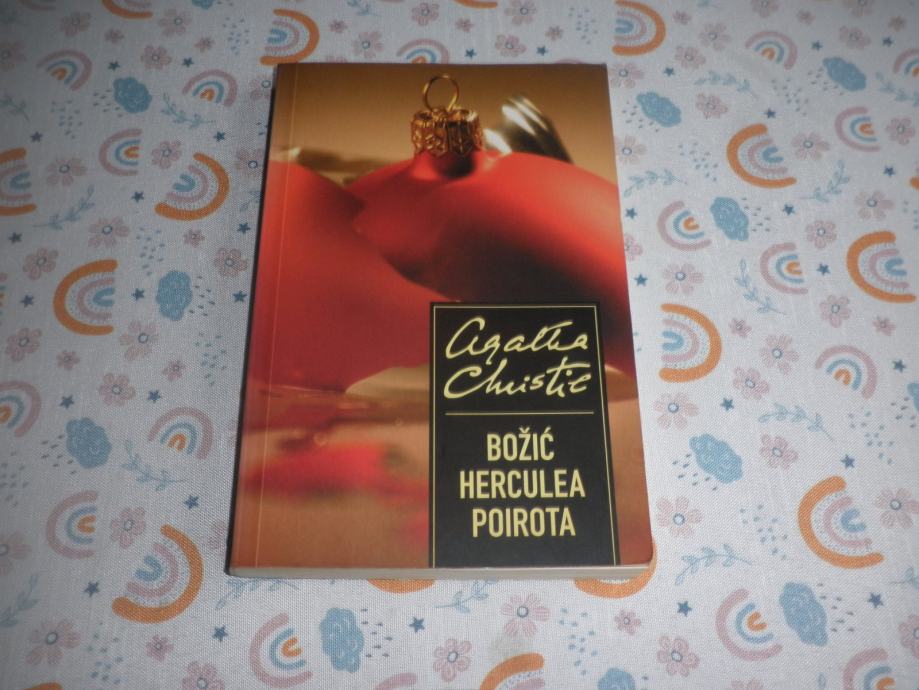 Agatha
Christie
BOŽIĆ
HERCULEA
POIROTA